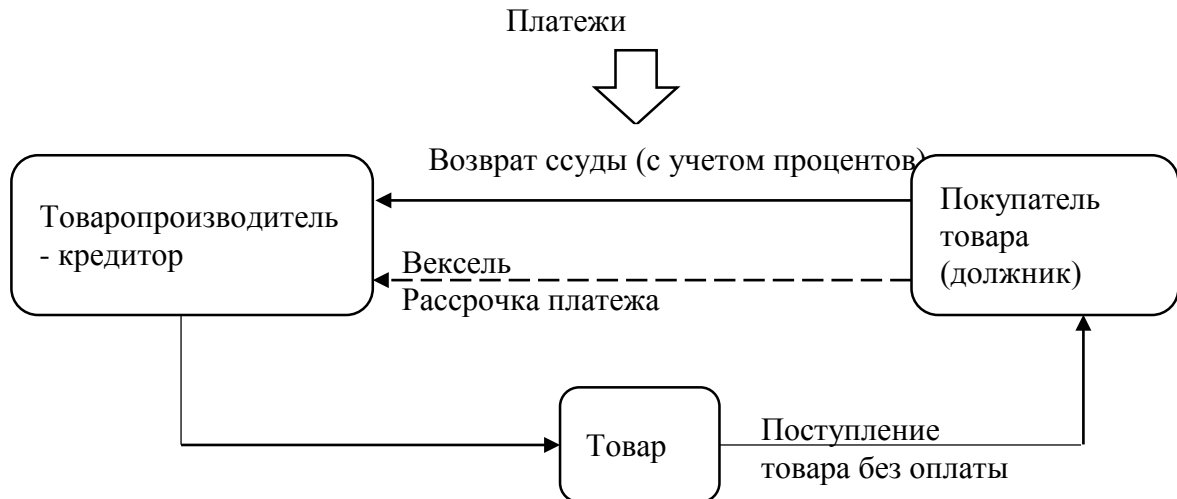 Платежи
Возврат ссуды (с учетом процентов)
Товаропроизводитель
- кредитор
Покупатель
товара
(должник)
Вексель
Рассрочка платежа
Товар
Поступление
товара без оплаты